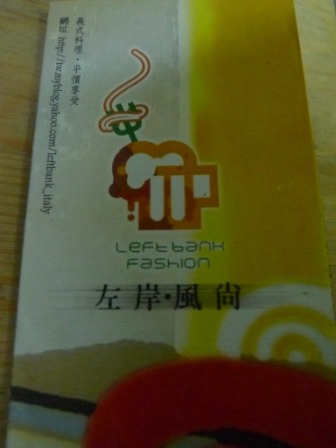 義式料理・平價享受
網址 http://tw.myblog.yahoo.com/leftbank_italy
Left bank
Fashion
左岸・風尚